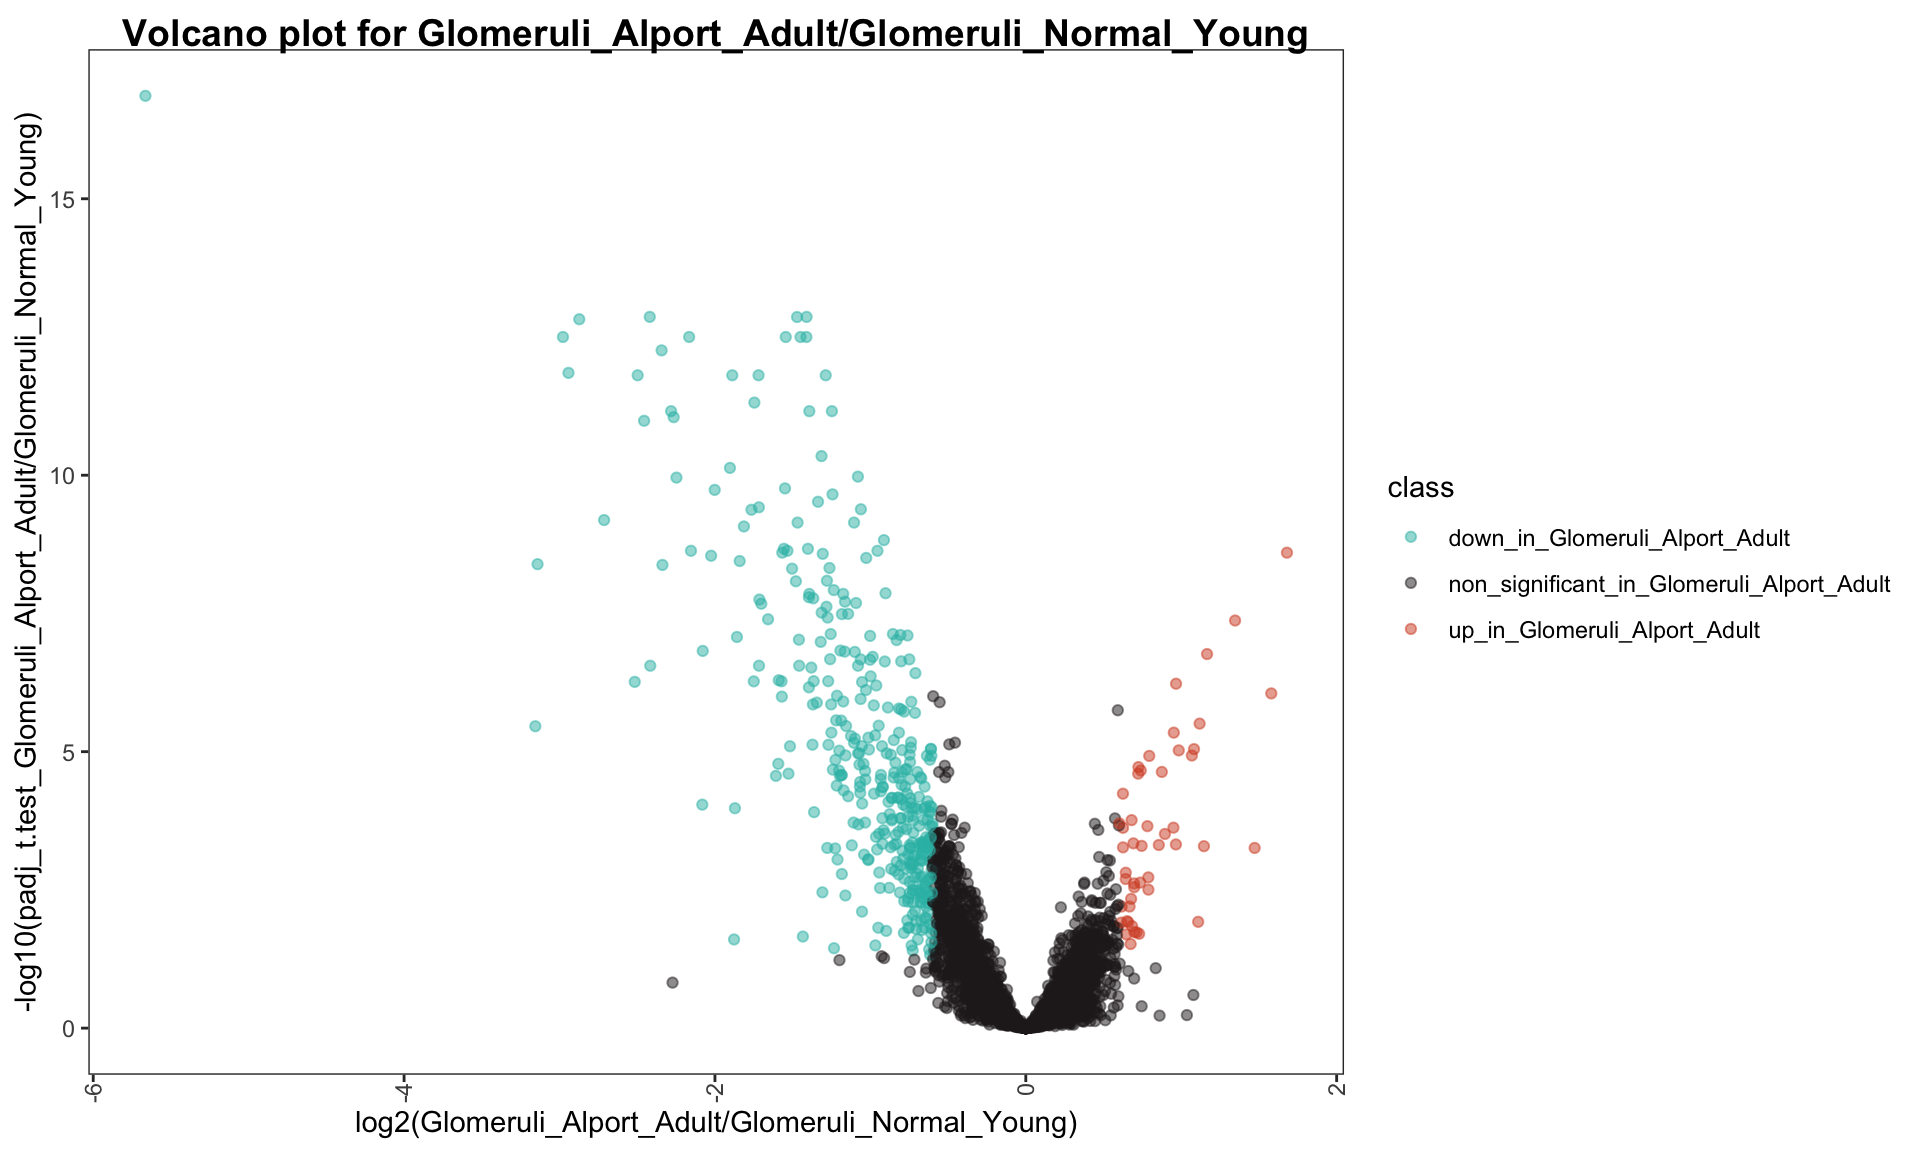 Volcano plot for Glomeruli_Alport_Adult/Glomeruli_Normal_Young
-log10(padj_t.test_Glomeruli_Alport_Adult/Glomeruli_Normal_Young)
15
10
5
0
-6
-4
-2
0
2
log2(Glomeruli_Alport_Adult/Glomeruli_Normal_Young)
class
down_in_Glomeruli_Alport_Adult
non_significant_in_Glomeruli_Alport_Adult
up_in_Glomeruli_Alport_Adult